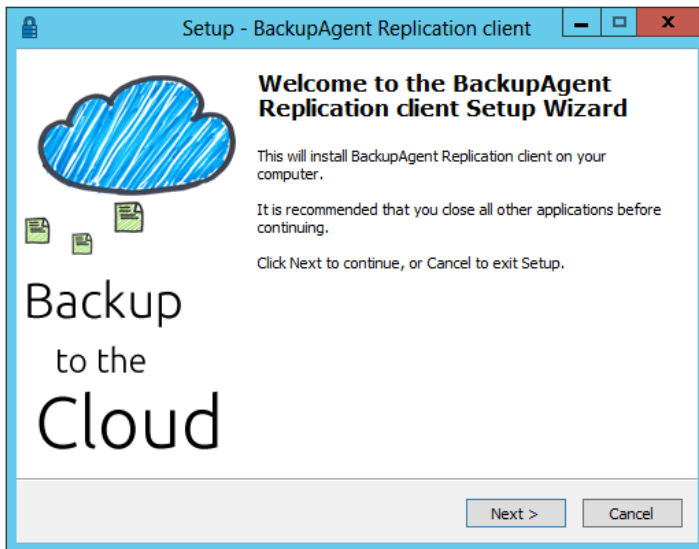 Setup - BackupAgent Replication client
Welcome to the BackupAgent
Replication client Setup Wizard
This will install BackupAgent Replication client on your
computer.
It is recommended that you close all other applications before
continuing.
Click Next to continue, or Cancel to exit Setup.
Backup
to the
Cloud
Next >
Cancel